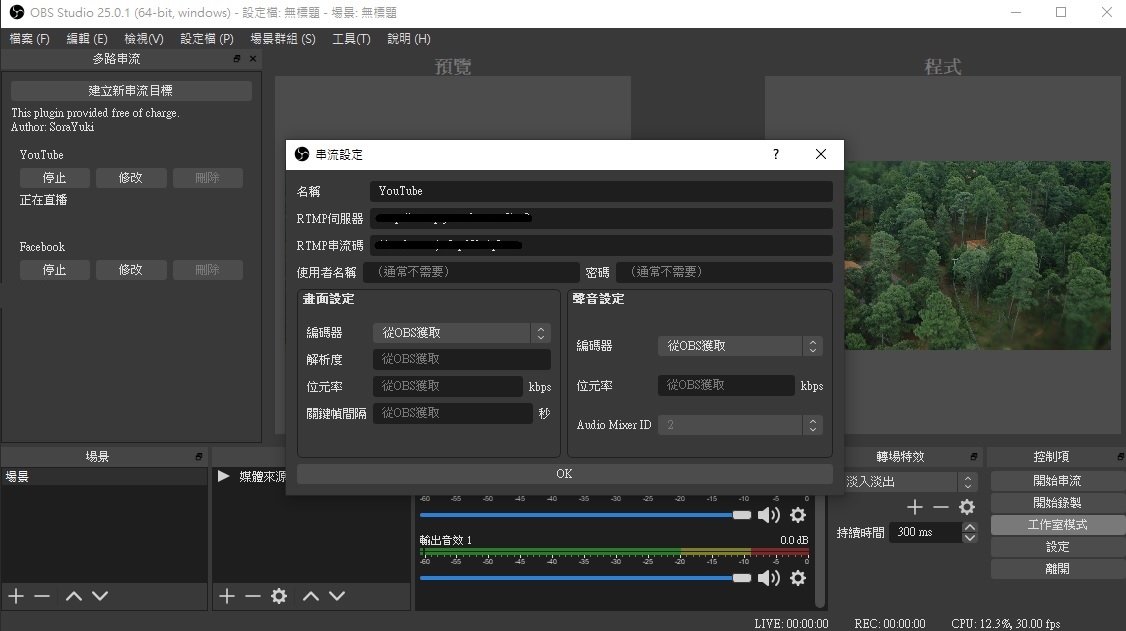 OBS Studio 25.0.1 (64-bit, windows) - 設定檔: 無標題 - 場景: 無標題
檔案 (F) 編輯 (E) 檢視(V) 設定檔 (P) 場景群組 (S) 工具(T) 說明 (H)
多路串流
預覽
程式
建立新串流目標
This plugin provided free of charge.
Author: SoraYuki
YouTube
停止 修改 刪除
正在直播
Facebook
停止 修改 刪除
串流設定
?
名稱 YouTube
RTMP伺服器
RTMP串流碼
使用者名稱 (通常不需要) 密碼 (通常不需要)
畫面設定
編碼器 從OBS獲取
解析度 從OBS獲取
位元率 從OBS獲取 kbps
關鍵幀間隔 從OBS獲取 秒
聲音設定
編碼器 從OBS獲取
位元率 從OBS獲取 kbps
Audio Mixer ID 2
OK
場景
場景
媒體來源
-60 -55 -50 -45 -40 -35 -30 -25 -20 -15 -10 -5 0
輸出音效 1 0.0 dB
-60 -55 -50 -45 -40 -35 -30 -25 -20 -15 -10 -5 0
轉場特效
淡入淡出
持續時間 300 ms
控制項
開始串流
開始錄製
工作室模式
設定
離開
LIVE: 00:00:00 REC: 00:00:00 CPU: 12.3%, 30.00 fps